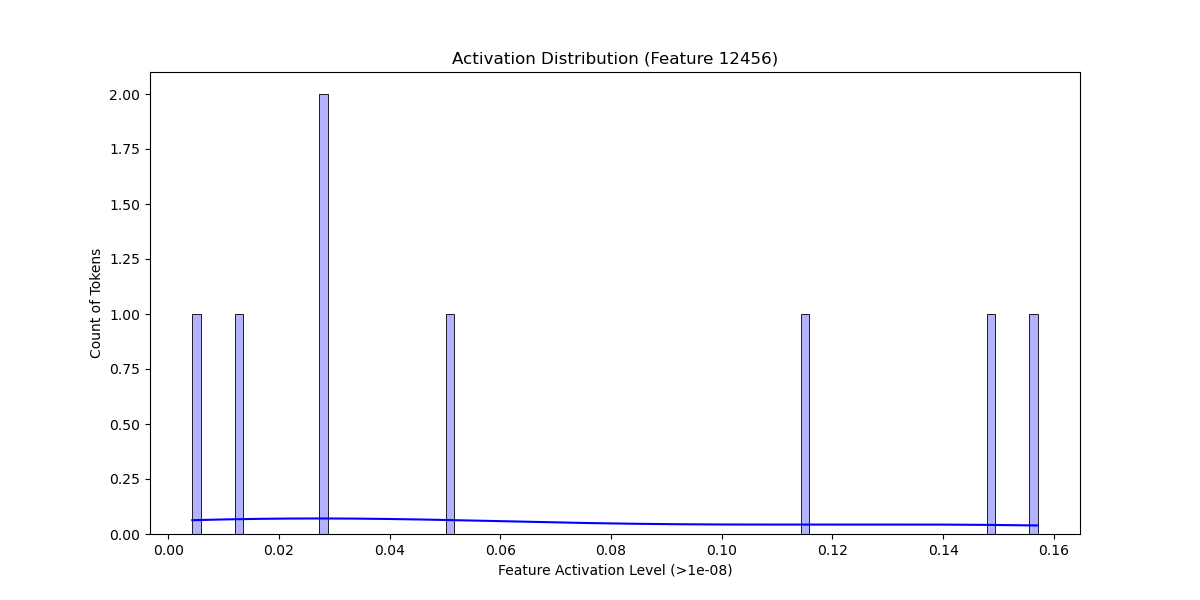 Activation Distribution (Feature 12456)
2.00
1.75
1.50
1.25
1.00
0.75
0.50
0.25
0.00
Count of Tokens
0.00 0.02 0.04 0.06 0.08 0.10 0.12 0.14 0.16
Feature Activation Level (>1e-08)